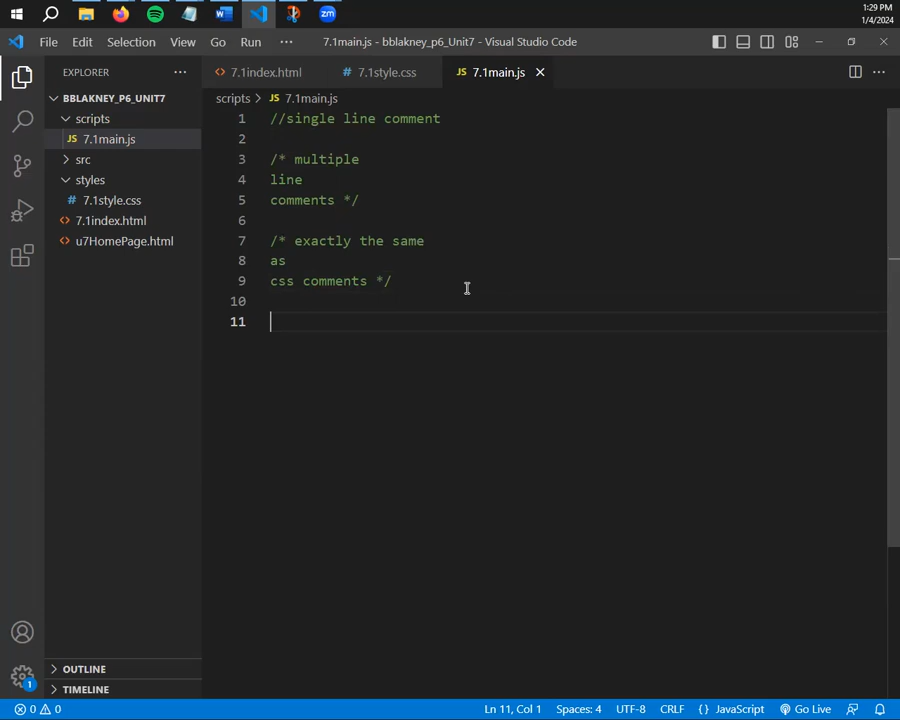 1:29 PM
1/4/2024
File Edit Selection View Go Run ··· 7.1main.js - bblakney_p6_Unit7 - Visual Studio Code
EXPLORER ··· <> 7.1index.html # 7.1style.css JS 7.1main.js
BBLAKNEY_P6_UNIT7
scripts
JS 7.1main.js
src
styles
# 7.1style.css
<> 7.1index.html
<> u7HomePage.html
OUTLINE
TIMELINE
scripts > JS 7.1main.js
1 //single line comment
2
3 /* multiple
4 line
5 comments */
6
7 /* exactly the same
8 as
9 css comments */
10
11
1
0 0 Ln 11, Col 1 Spaces: 4 UTF-8 CRLF {} JavaScript Go Live